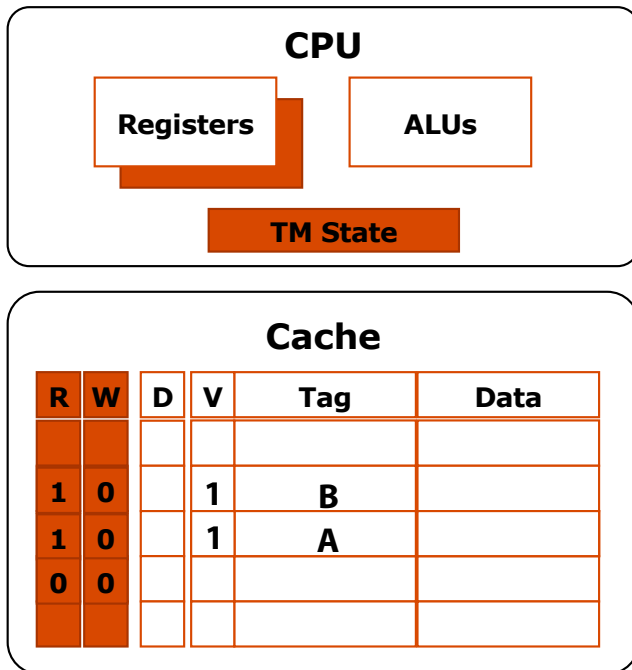 CPU
Registers ALUs
TM State
Cache
R W D V Tag Data
1 0 1 B
1 0 1 A
0 0